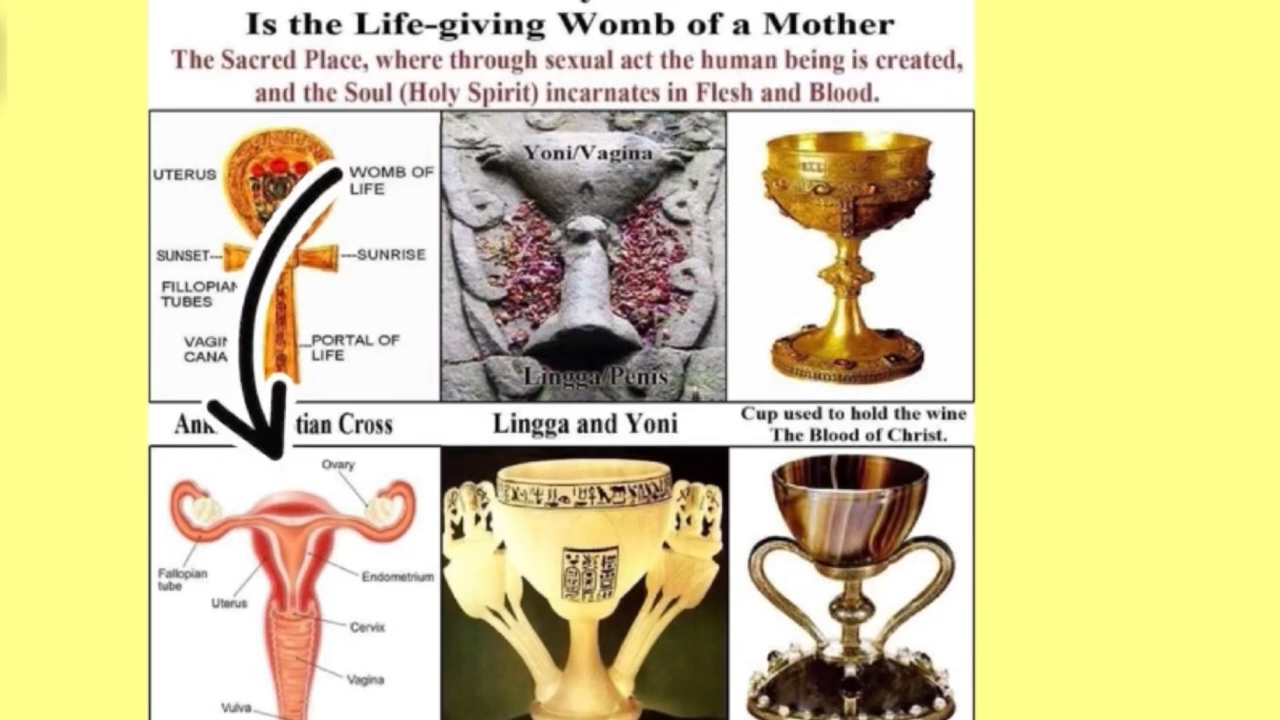 Is the Life-giving Womb of a Mother
The Sacred Place, where through sexual act the human being is created,
and the Soul (Holy Spirit) incarnates in Flesh and Blood.
UTERUS
WOMB OF
LIFE
SUNSET---
---SUNRISE
FILLOPIAN
TUBES
VAGIN
CANA
...PORTAL OF
LIFE
Yoni/Vagina
Lingga/Penis
tian Cross
Lingga and Yoni
Cup used to hold the wine
The Blood of Christ.
Ovary
Fallopian
tube
Uterus
Endometrium
Cervix
Vagina
Vulva